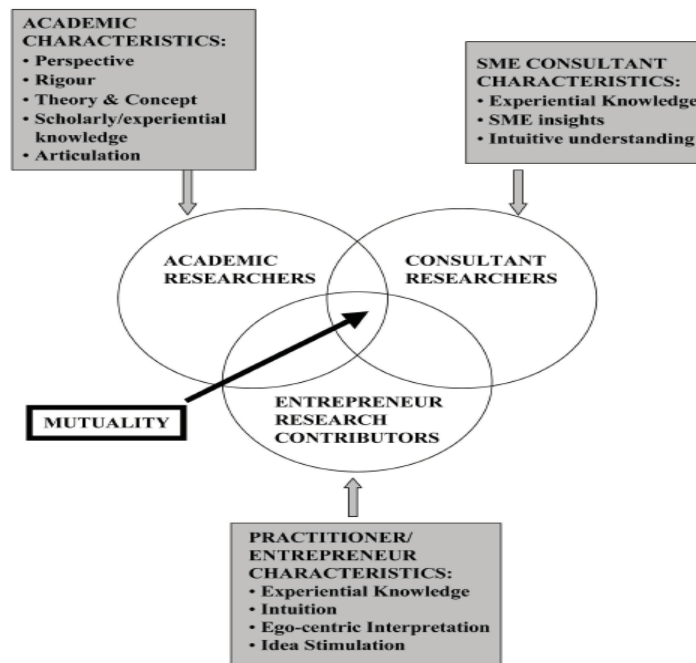 ACADEMIC
CHARACTERISTICS:
• Perspective
• Rigour
• Theory & Concept
• Scholarly/experiential
knowledge
• Articulation
SME CONSULTANT
CHARACTERISTICS:
• Experiential Knowledge
• SME insights
• Intuitive understanding
ACADEMIC
RESEARCHERS
CONSULTANT
RESEARCHERS
MUTUALITY
ENTREPRENEUR
RESEARCH
CONTRIBUTORS
PRACTITIONER/
ENTREPRENEUR
CHARACTERISTICS:
• Experiential Knowledge
• Intuition
• Ego-centric Interpretation
• Idea Stimulation